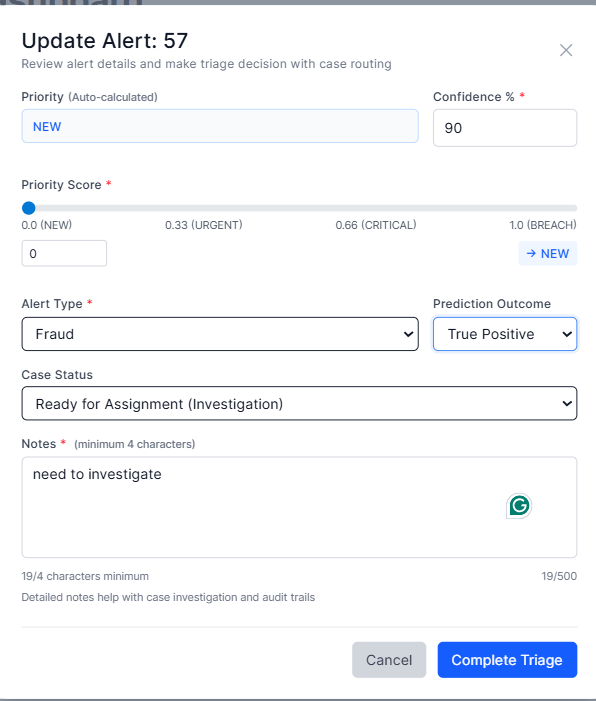 Update Alert: 57
Review alert details and make triage decision with case routing
Priority (Auto-calculated)
Confidence % *
NEW
90
Priority Score *
0.0 (NEW)
0.33 (URGENT)
0.66 (CRITICAL)
1.0 (BREACH)
0
→ NEW
Alert Type *
Prediction Outcome
Fraud
True Positive
Case Status
Ready for Assignment (Investigation)
Notes * (minimum 4 characters)
need to investigate
19/4 characters minimum
19/500
Detailed notes help with case investigation and audit trails
Cancel
Complete Triage